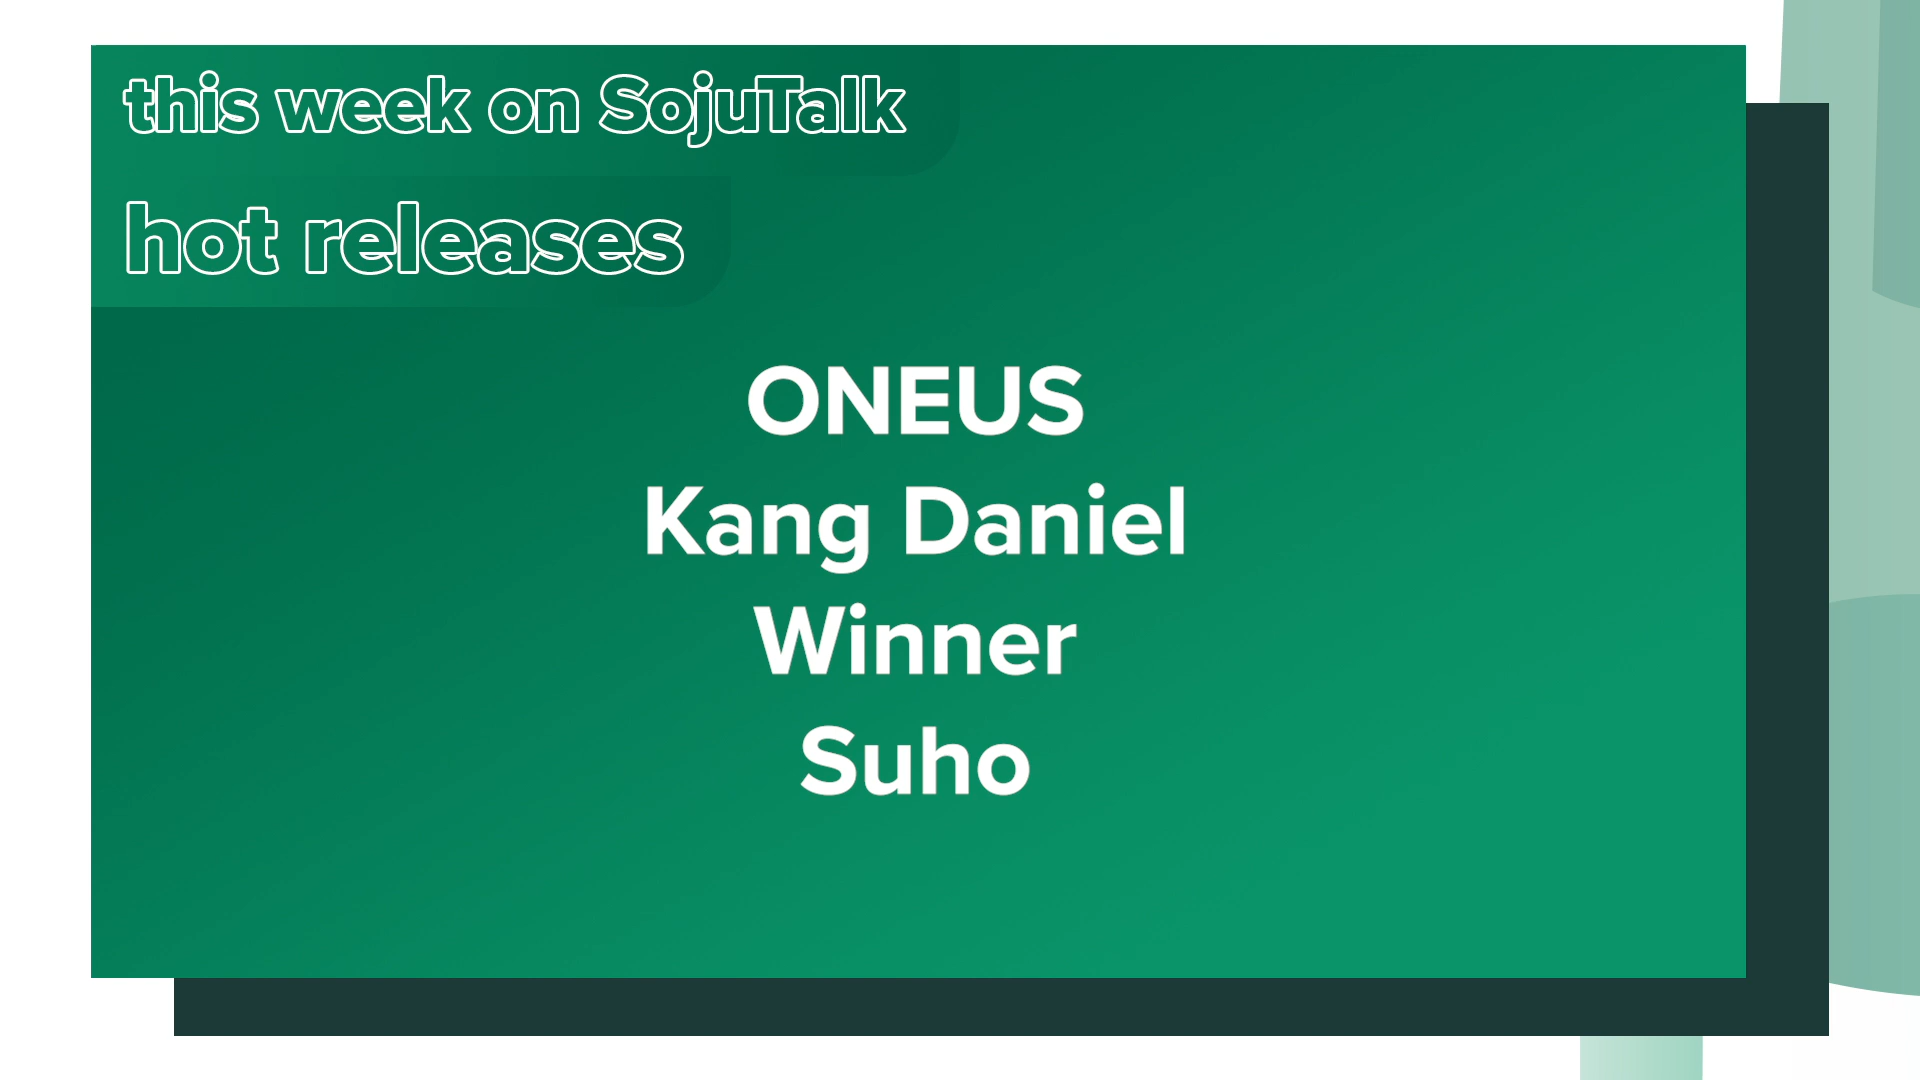 this week on SojuTalk
hot releases
ONEUS
Kang Daniel
Winner
Suho